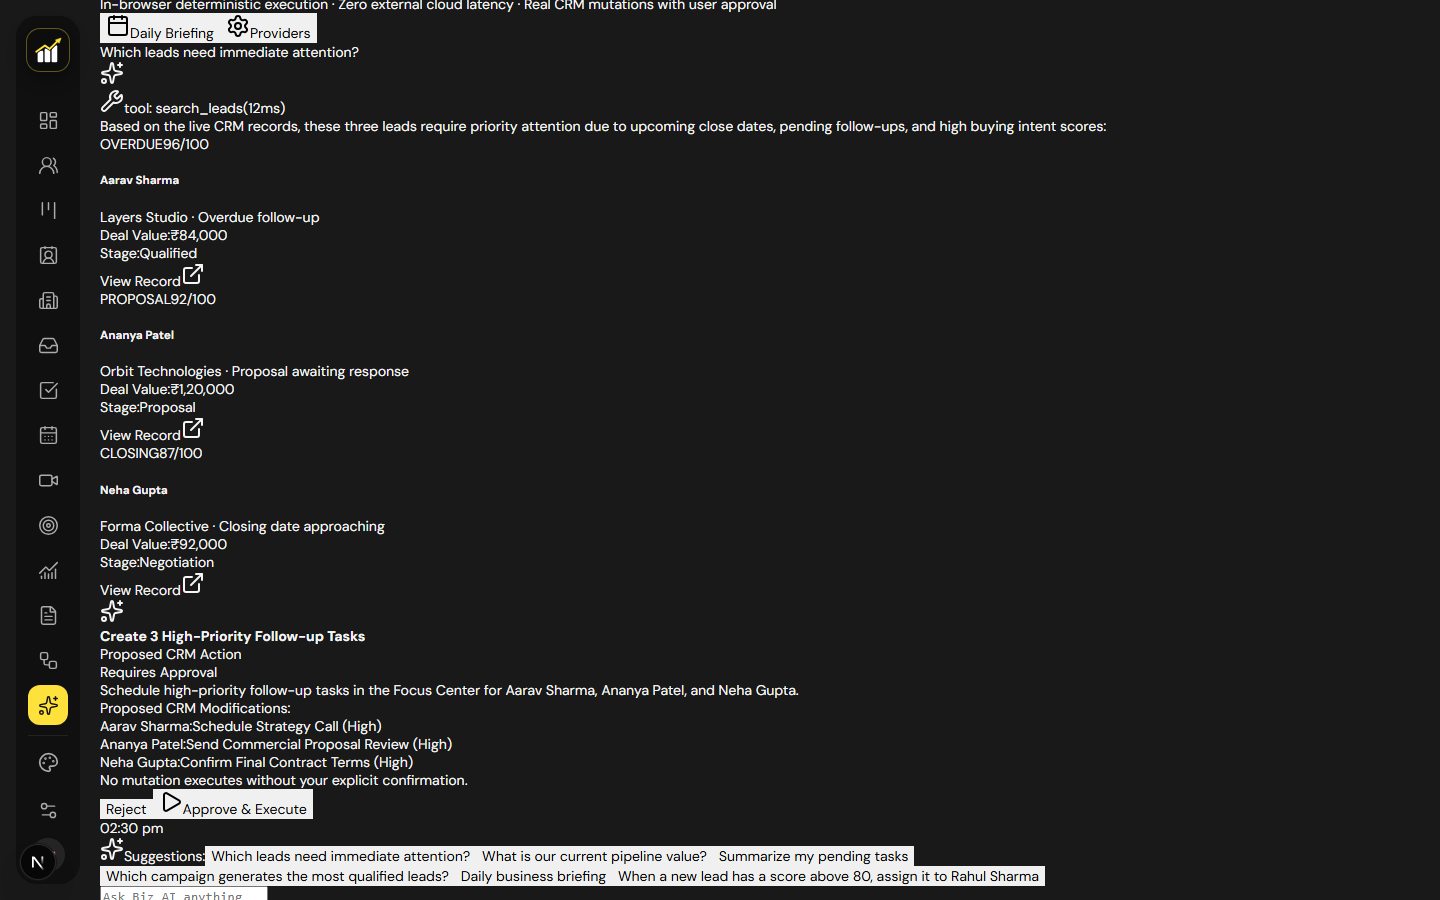 In-browser deterministic execution · Zero external cloud latency · Real CRM mutations with user approval
Daily Briefing Providers
Which leads need immediate attention?
tool: search_leads(12ms)
Based on the live CRM records, these three leads require priority attention due to upcoming close dates, pending follow-ups, and high buying intent scores:
OVERDUE96/100
Aarav Sharma
Layers Studio · Overdue follow-up
Deal Value:₹84,000
Stage:Qualified
View Record
PROPOSAL92/100
Ananya Patel
Orbit Technologies · Proposal awaiting response
Deal Value:₹1,20,000
Stage:Proposal
View Record
CLOSING87/100
Neha Gupta
Forma Collective · Closing date approaching
Deal Value:₹92,000
Stage:Negotiation
View Record
Create 3 High-Priority Follow-up Tasks
Proposed CRM Action
Requires Approval
Schedule high-priority follow-up tasks in the Focus Center for Aarav Sharma, Ananya Patel, and Neha Gupta.
Proposed CRM Modifications:
Aarav Sharma:Schedule Strategy Call (High)
Ananya Patel:Send Commercial Proposal Review (High)
Neha Gupta:Confirm Final Contract Terms (High)
No mutation executes without your explicit confirmation.
Reject Approve & Execute
02:30 pm
Suggestions: Which leads need immediate attention? What is our current pipeline value? Summarize my pending tasks
Which campaign generates the most qualified leads? Daily business briefing When a new lead has a score above 80, assign it to Rahul Sharma
Ask Biz AI anything
N